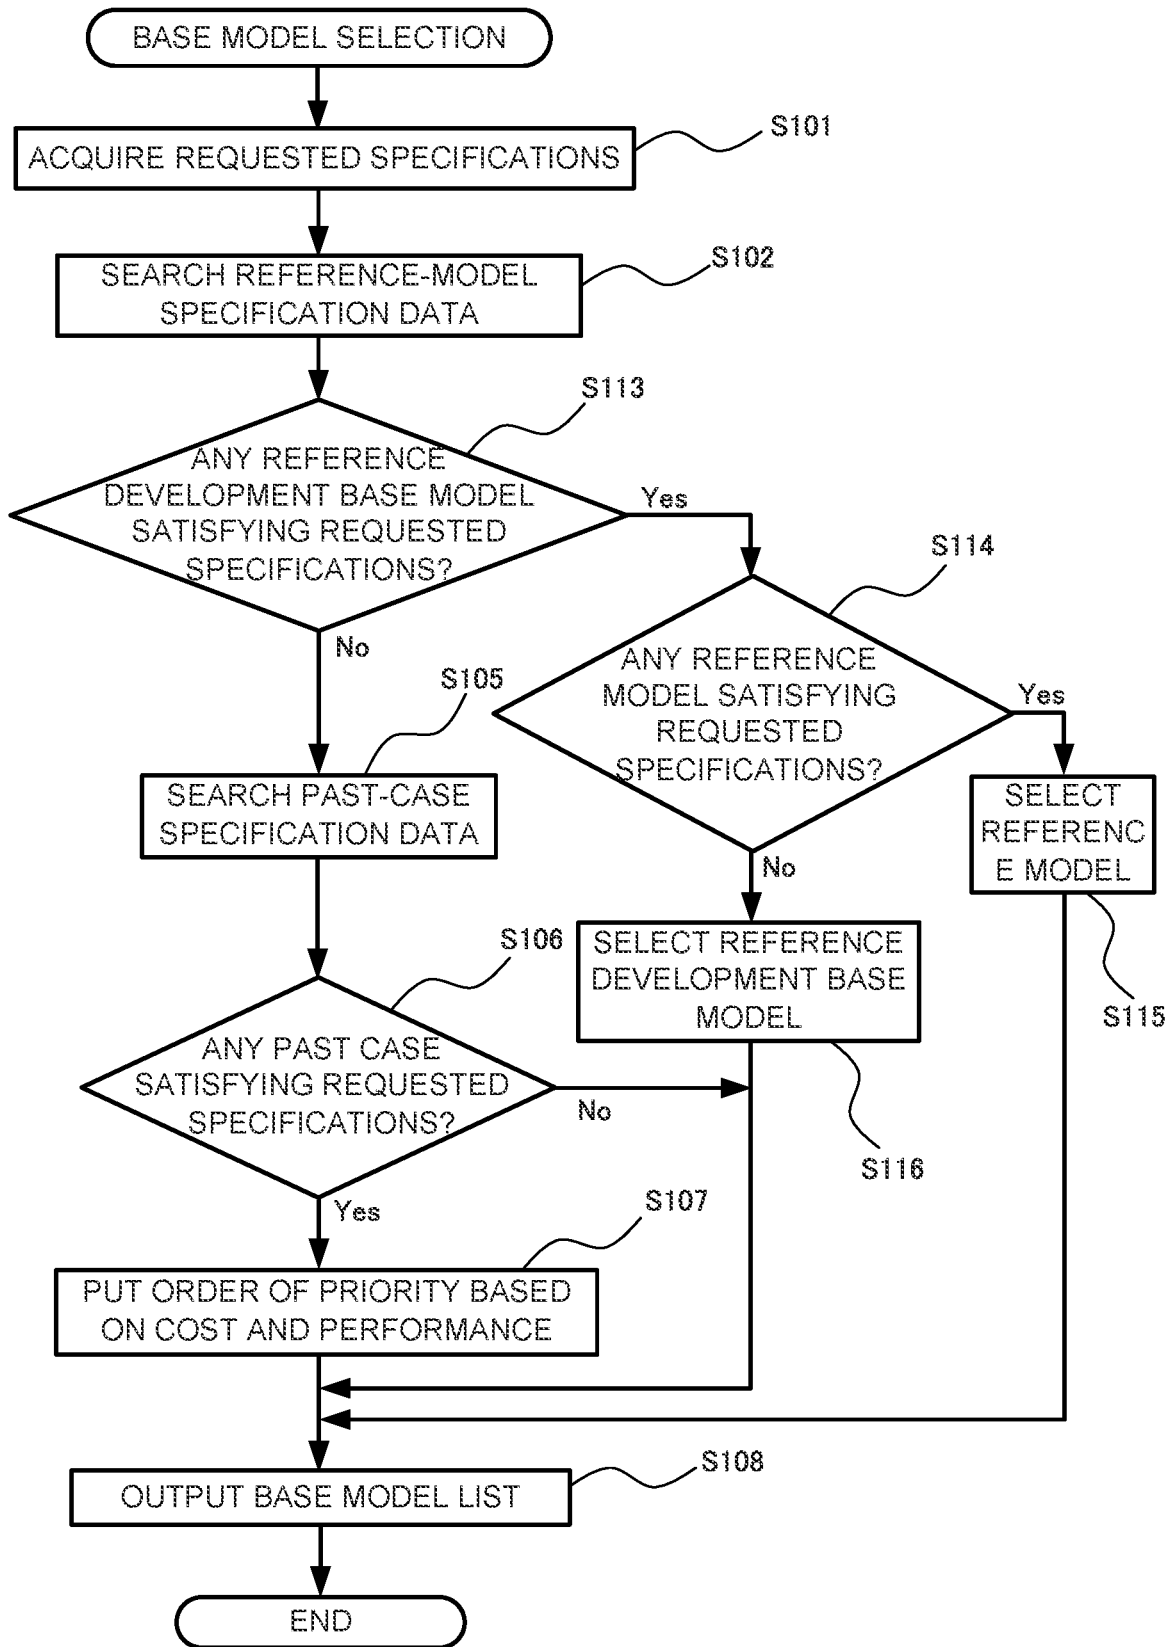 BASE MODEL SELECTION
S101
ACQUIRE REQUESTED SPECIFICATIONS
S102
SEARCH REFERENCE-MODEL
SPECIFICATION DATA
S113
ANY REFERENCE
DEVELOPMENT BASE MODEL
SATISFYING REQUESTED
SPECIFICATIONS?
Yes
No
S114
ANY REFERENCE
MODEL SATISFYING
REQUESTED
SPECIFICATIONS?
Yes
No
S105
SEARCH PAST-CASE
SPECIFICATION DATA
SELECT
REFERENC
E MODEL
S115
SELECT REFERENCE
DEVELOPMENT BASE
MODEL
S116
S106
ANY PAST CASE
SATISFYING REQUESTED
SPECIFICATIONS?
No
Yes
S107
PUT ORDER OF PRIORITY BASED
ON COST AND PERFORMANCE
S108
OUTPUT BASE MODEL LIST
END